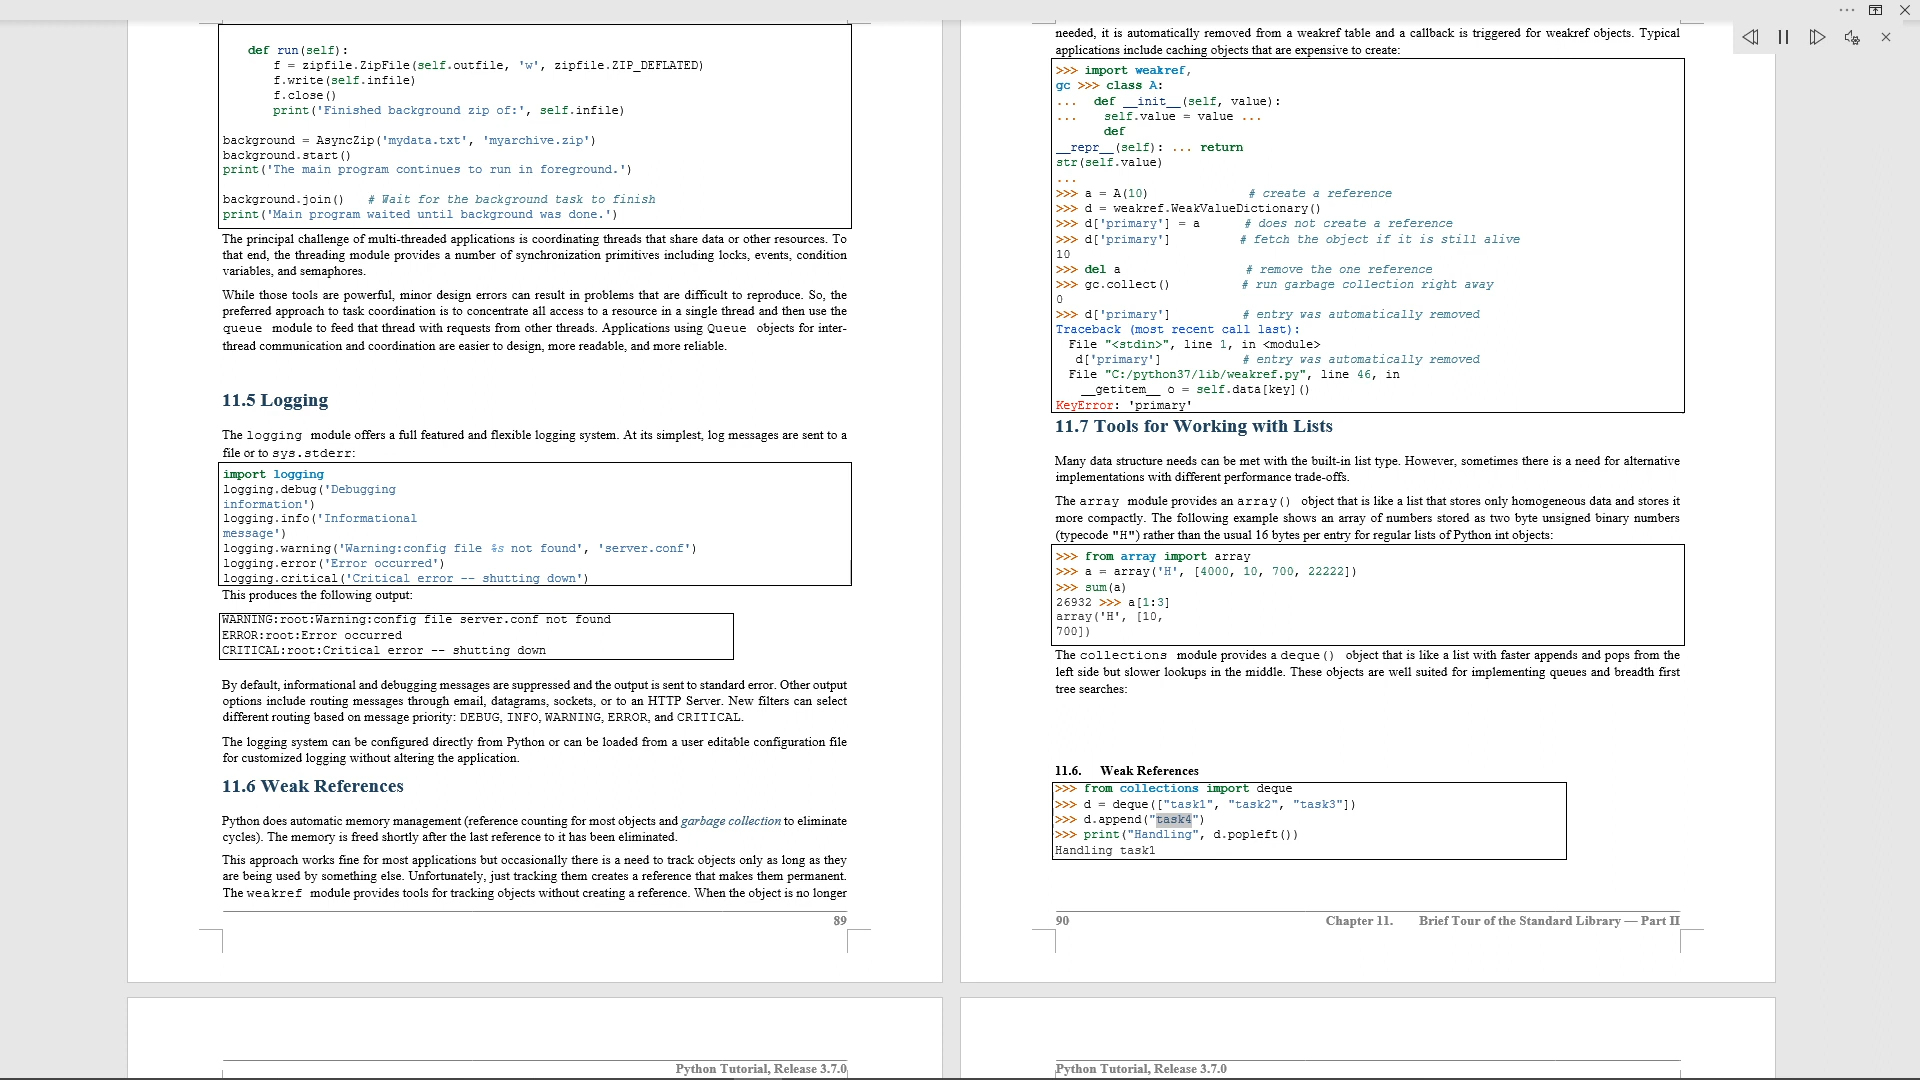 def run(self):
f = zipfile.ZipFile(self.outfile, 'w', zipfile.ZIP_DEFLATED)
f.write(self.infile)
f.close()
print('Finished background zip of:', self.infile)
background = AsyncZip('mydata.txt', 'myarchive.zip')
background.start()
print('The main program continues to run in foreground.')
background.join()   # Wait for the background task to finish
print('Main program waited until background was done.')
The principal challenge of multi-threaded applications is coordinating threads that share data or other resources. To
that end, the threading module provides a number of synchronization primitives including locks, events, condition
variables, and semaphores.
While those tools are powerful, minor design errors can result in problems that are difficult to reproduce. So, the
preferred approach to task coordination is to concentrate all access to a resource in a single thread and then use the
queue module to feed that thread with requests from other threads. Applications using Queue objects for inter-
thread communication and coordination are easier to design, more readable, and more reliable.
11.5 Logging
The logging module offers a full featured and flexible logging system. At its simplest, log messages are sent to a
file or to sys.stderr:
import logging
logging.debug('Debugging
information')
logging.info('Informational
message')
logging.warning('Warning:config file %s not found', 'server.conf')
logging.error('Error occurred')
logging.critical('Critical error -- shutting down')
This produces the following output:
WARNING:root:Warning:config file server.conf not found
ERROR:root:Error occurred
CRITICAL:root:Critical error -- shutting down
By default, informational and debugging messages are suppressed and the output is sent to standard error. Other output
options include routing messages through email, datagrams, sockets, or to an HTTP Server. New filters can select
different routing based on message priority: DEBUG, INFO, WARNING, ERROR, and CRITICAL.
The logging system can be configured directly from Python or can be loaded from a user editable configuration file
for customized logging without altering the application.
11.6 Weak References
Python does automatic memory management (reference counting for most objects and garbage collection to eliminate
cycles). The memory is freed shortly after the last reference to it has been eliminated.
This approach works fine for most applications but occasionally there is a need to track objects only as long as they
are being used by something else. Unfortunately, just tracking them creates a reference that makes them permanent.
The weakref module provides tools for tracking objects without creating a reference. When the object is no longer
89
needed, it is automatically removed from a weakref table and a callback is triggered for weakref objects. Typical
applications include caching objects that are expensive to create:
>>> import weakref,
gc >>> class A:
... def __init__(self, value):
... self.value = value ...
def
__repr__(self): ... return
str(self.value)
...
>>> a = A(10) # create a reference
>>> d = weakref.WeakValueDictionary()
>>> d['primary'] = a # does not create a reference
>>> d['primary'] # fetch the object if it is still alive
10
>>> del a # remove the one reference
>>> gc.collect() # run garbage collection right away
0
>>> d['primary'] # entry was automatically removed
Traceback (most recent call last):
File "<stdin>", line 1, in <module>
d['primary'] # entry was automatically removed
File "C:/python37/lib/weakref.py", line 46, in
__getitem__ o = self.data[key]()
KeyError: 'primary'
11.7 Tools for Working with Lists
Many data structure needs can be met with the built-in list type. However, sometimes there is a need for alternative
implementations with different performance trade-offs.
The array module provides an array() object that is like a list that stores only homogeneous data and stores it
more compactly. The following example shows an array of numbers stored as two byte unsigned binary numbers
(typecode "H") rather than the usual 16 bytes per entry for regular lists of Python int objects:
>>> from array import array
>>> a = array('H', [4000, 10, 700, 22222])
>>> sum(a)
26932 >>> a[1:3]
array('H', [10,
700])
The collections module provides a deque() object that is like a list with faster appends and pops from the
left side but slower lookups in the middle. These objects are well suited for implementing queues and breadth first
tree searches:
11.6. Weak References
>>> from collections import deque
>>> d = deque(["task1", "task2", "task3"])
>>> d.append("task4")
>>> print("Handling", d.popleft())
Handling task1
90 Chapter 11. Brief Tour of the Standard Library — Part II
Python Tutorial, Release 3.7.0
Python Tutorial, Release 3.7.0